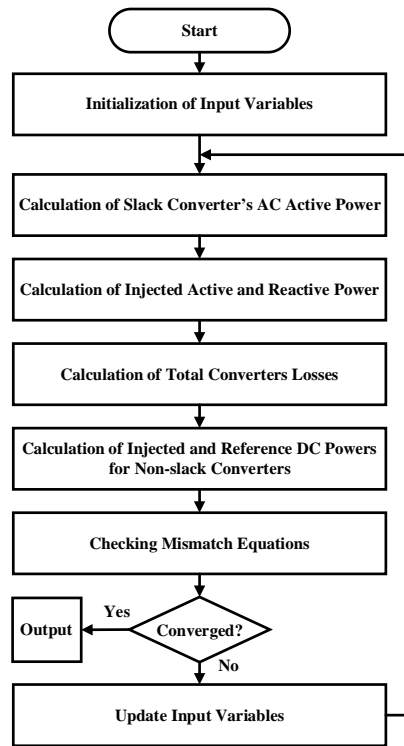 Start
Initialization of Input Variables
Calculation of Slack Converter's AC Active Power
Calculation of Injected Active and Reactive Power
Calculation of Total Converters Losses
Calculation of Injected and Reference DC Powers
for Non-slack Converters
Checking Mismatch Equations
Yes
Output
Converged?
No
Update Input Variables